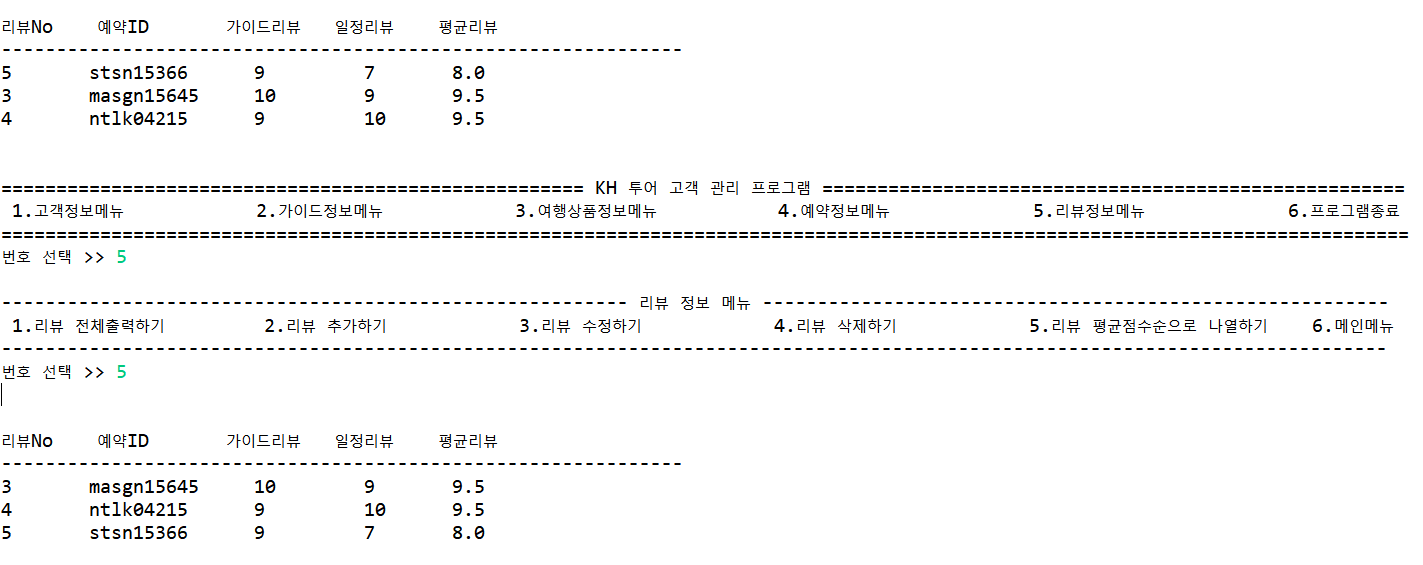 리뷰No 예약ID 가이드리뷰 일정리뷰 평균리뷰
--------------------------------------------------------------
5 stsn15366 9 7 8.0
3 masgn15645 10 9 9.5
4 ntlk04215 9 10 9.5
===================================================== KH 투어 고객 관리 프로그램 =====================================================
1.고객정보메뉴 2.가이드정보메뉴 3.여행상품정보메뉴 4.예약정보메뉴 5.리뷰정보메뉴 6.프로그램종료
================================================================================================================================
번호 선택 >> 5
--------------------------------------------------------- 리뷰 정보 메뉴 ---------------------------------------------------------
1.리뷰 전체출력하기 2.리뷰 추가하기 3.리뷰 수정하기 4.리뷰 삭제하기 5.리뷰 평균점수순으로 나열하기 6.메인메뉴
------------------------------------------------------------------------------------------------------------------------------
번호 선택 >> 5
리뷰No 예약ID 가이드리뷰 일정리뷰 평균리뷰
--------------------------------------------------------------
3 masgn15645 10 9 9.5
4 ntlk04215 9 10 9.5
5 stsn15366 9 7 8.0